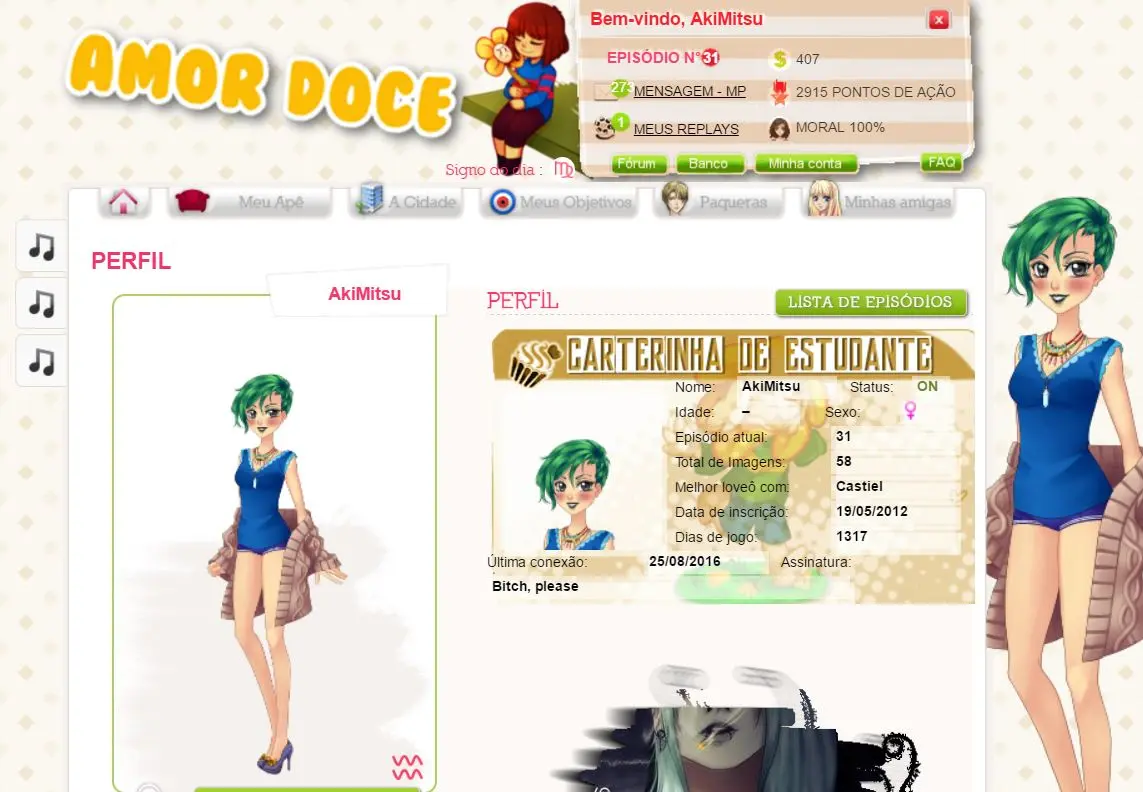 AMOR DOCE
Bem-vindo, AkiMitsu
x
EPISÓDIO N°31
$ 407
273 MENSAGEM - MP
2915 PONTOS DE AÇÃO
1 MEUS REPLAYS
MORAL 100%
Fórum
Banco
Minha conta
FAQ
Signo do dia : ♍
Meu Apê
A Cidade
Meus Objetivos
Paqueras
Minhas amigas
PERFIL
AkiMitsu
PERFIL
LISTA DE EPISÓDIOS
CARTERINHA DE ESTUDANTE
Nome: AkiMitsu Status: ON
Idade: – Sexo: ♀
Episódio atual: 31
Total de Imagens: 58
Melhor loveô com: Castiel
Data de inscrição: 19/05/2012
Dias de jogo: 1317
Última conexão: 25/08/2016 Assinatura:
Bitch, please